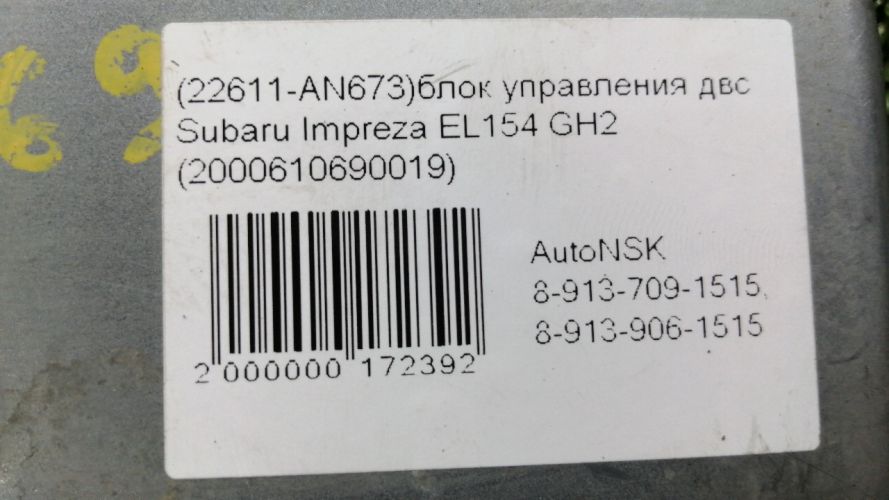 69
(22611-AN673)блок управления двс
Subaru Impreza EL154 GH2
(2000610690019)
AutoNSK
8-913-709-1515,
8-913-906-1515
2 000000 172392